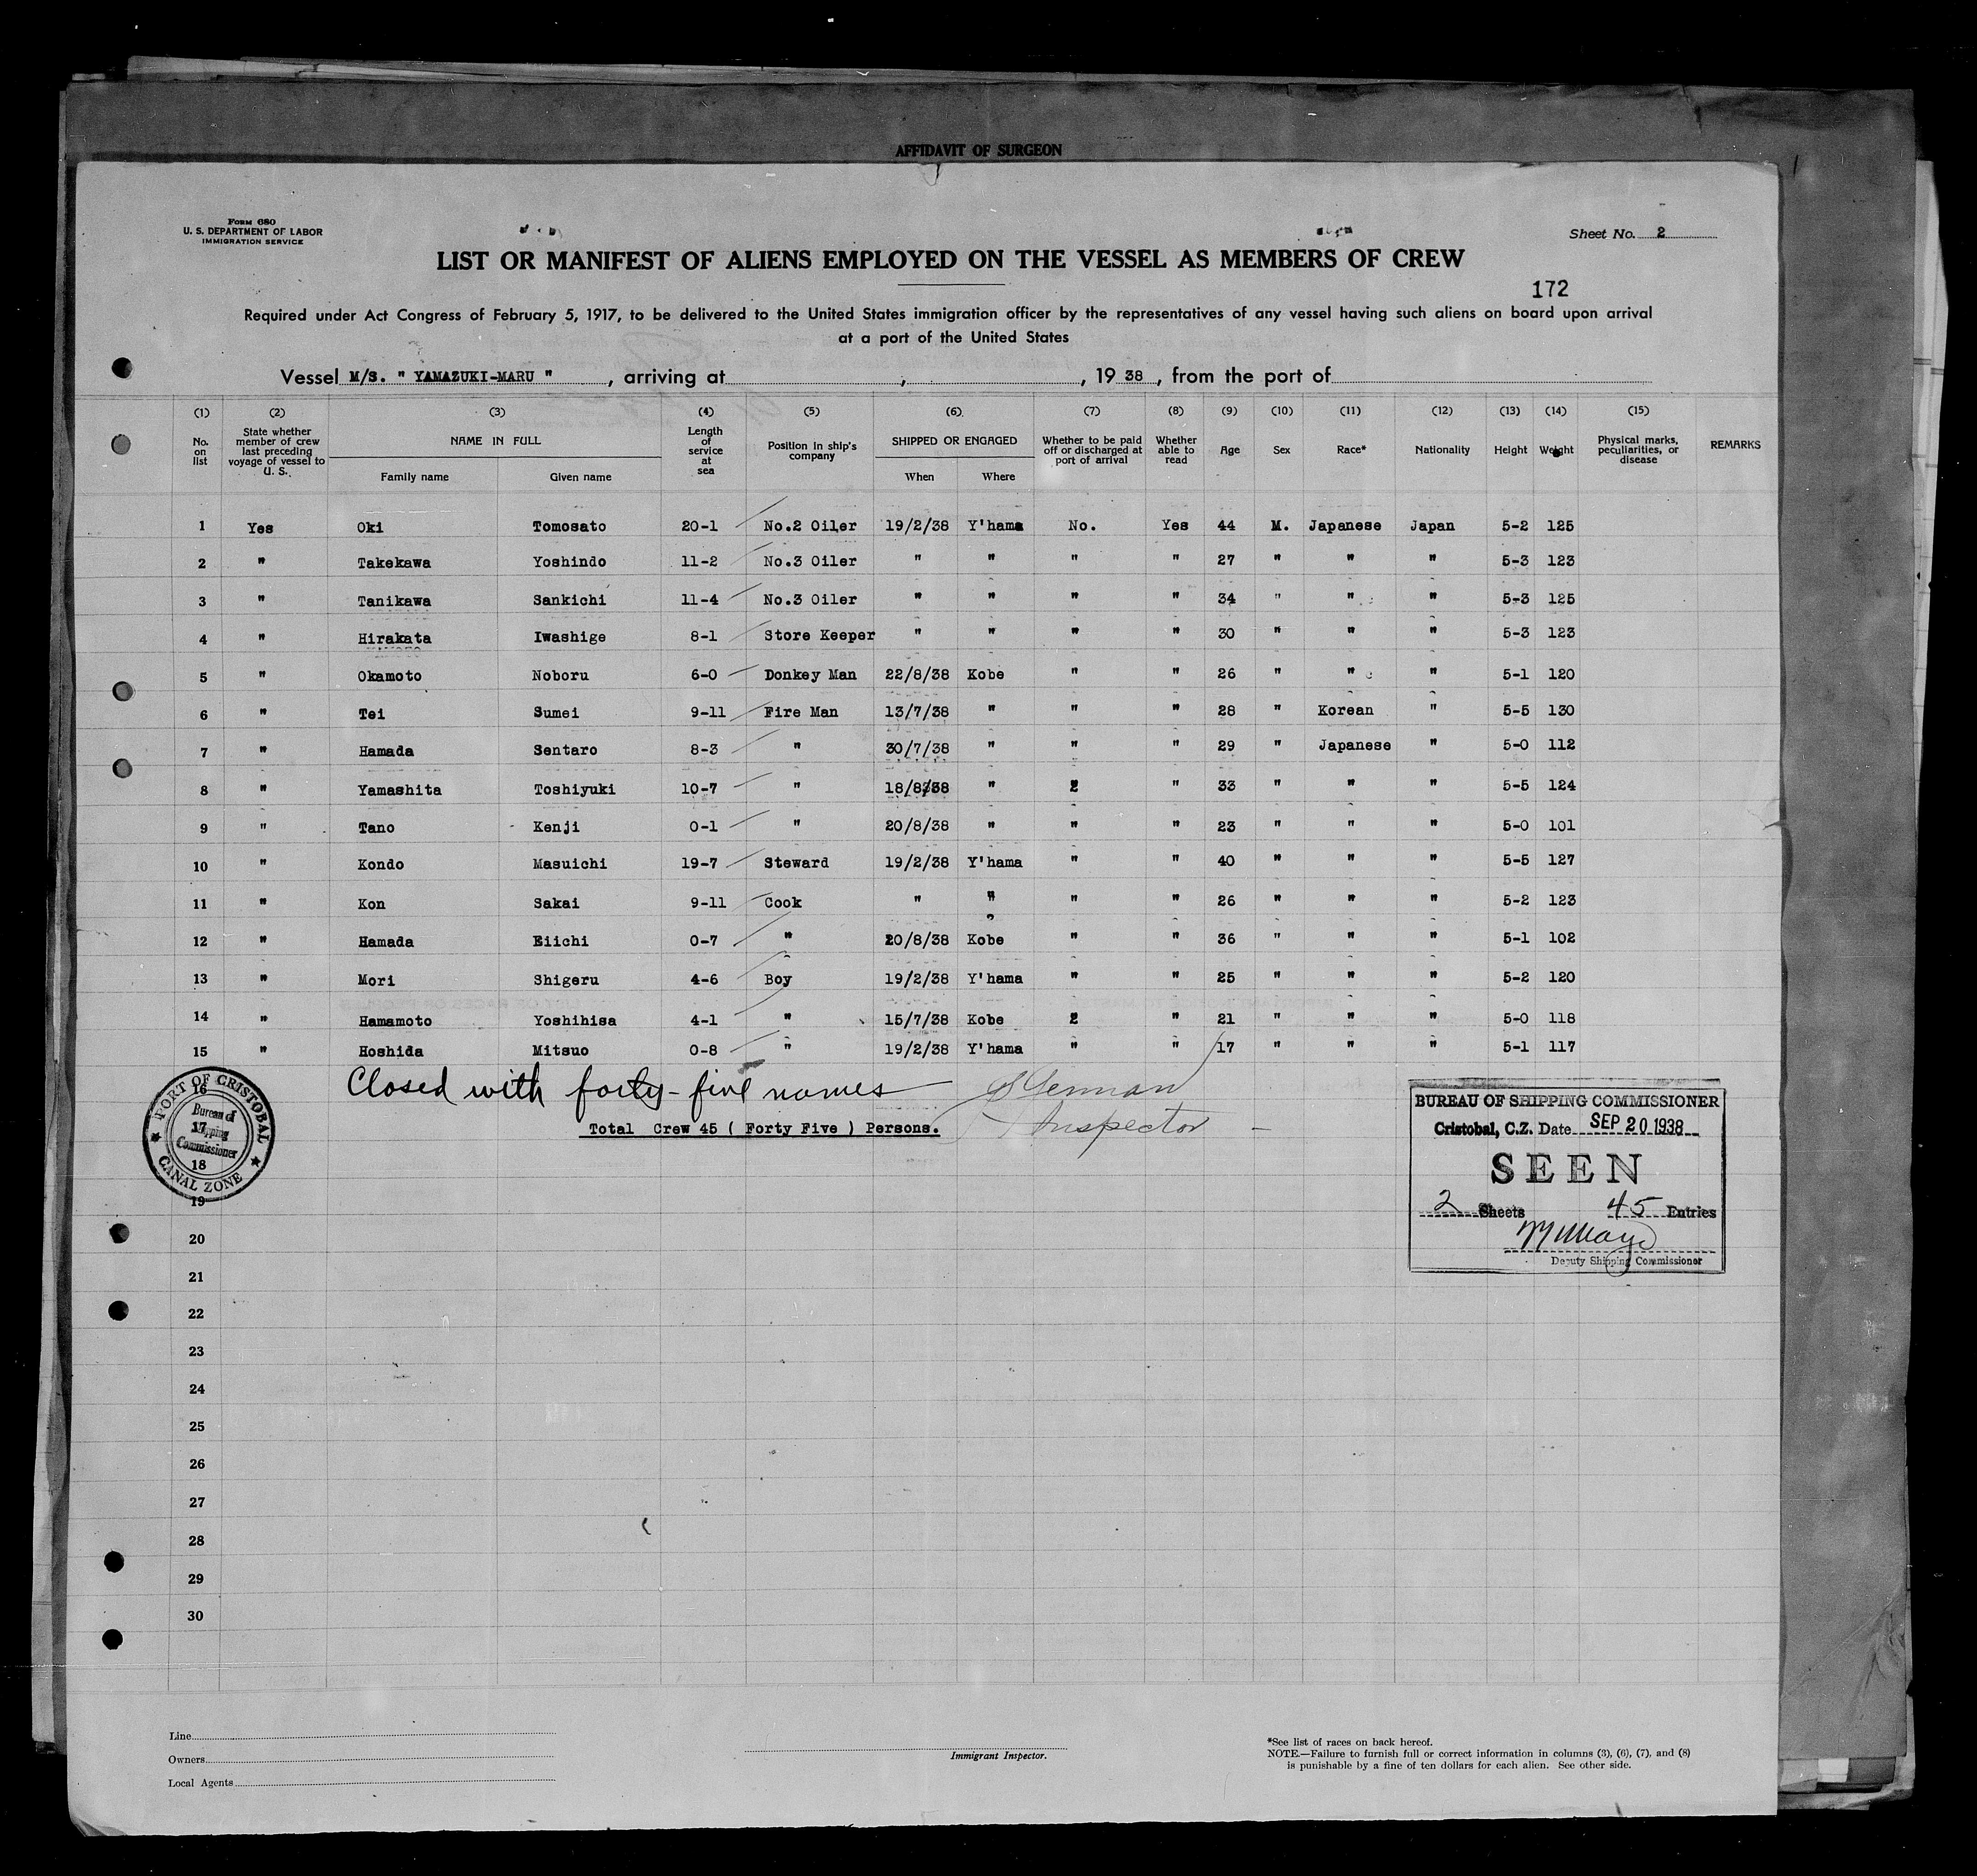 AFFIDAVIT OF SURGEON
Form 680
U. S. DEPARTMENT OF LABOR
IMMIGRATION SERVICE
Sheet No. 2
LIST OR MANIFEST OF ALIENS EMPLOYED ON THE VESSEL AS MEMBERS OF CREW
172
Required under Act Congress of February 5, 1917, to be delivered to the United States immigration officer by the representatives of any vessel having such aliens on board upon arrival
at a port of the United States
Vessel M/S. " YAMAZUKI-MARU " , arriving at , , 19 38 , from the port of
(1) (2) (3) (4) (5) (6) (7) (8) (9) (10) (11) (12) (13) (14) (15)
No. on list State whether member of crew last preceding voyage of vessel to U. S. NAME IN FULL Length of service at sea Position in ship's company SHIPPED OR ENGAGED Whether to be paid off or discharged at port of arrival Whether able to read Age Sex Race* Nationality Height Weight Physical marks, peculiarities, or disease REMARKS
Family name Given name When Where
1 Yes Oki Tomosato 20-1 No.2 Oiler 19/2/38 Y'hama No. Yes 44 M. Japanese Japan 5-2 125
2 " Takekawa Yoshindo 11-2 No.3 Oiler " " " " 27 " " " 5-3 123
3 " Tanikawa Sankichi 11-4 No.3 Oiler " " " " 34 " " " 5-3 125
4 " Hirakata Iwashige 8-1 Store Keeper " " " " 30 " " " 5-3 123
5 " Okamoto Noboru 6-0 Donkey Man 22/8/38 Kobe " " 26 " " " 5-1 120
6 " Tei Sumei 9-11 Fire Man 13/7/38 " " " 28 " Korean " 5-5 130
7 " Hamada Sentaro 8-3 " 30/7/38 " " " 29 " Japanese " 5-0 112
8 " Yamashita Toshiyuki 10-7 " 18/8/38 " " " 33 " " " 5-5 124
9 " Tano Kenji 0-1 " 20/8/38 " " " 23 " " " 5-0 101
10 " Kondo Masuichi 19-7 Steward 19/2/38 Y'hama " " 40 " " " 5-5 127
11 " Kon Sakai 9-11 Cook " " " " 26 " " " 5-2 123
12 " Hamada Eiichi 0-7 " 20/8/38 Kobe " " 36 " " " 5-1 102
13 " Mori Shigeru 4-6 Boy 19/2/38 Y'hama " " 25 " " " 5-2 120
14 " Hamamoto Yoshihisa 4-1 " 15/7/38 Kobe " " 21 " " " 5-0 118
15 " Hoshida Mitsuo 0-8 " 19/2/38 Y'hama " " 17 " " " 5-1 117
Closed with forty-five names
Inspector
Total Crew 45 ( Forty Five ) Persons.
PORT OF CRISTOBAL
Bureau of
Shipping
Commissioner
CANAL ZONE
BUREAU OF SHIPPING COMMISSIONER
Cristobal, C.Z. Date SEP 20 1938
SEEN
2 Sheets 45 Entries
Deputy Shipping Commissioner
16
17
18
19
20
21
22
23
24
25
26
27
28
29
30
Line
Owners
Local Agents
Immigrant Inspector.
*See list of races on back hereof.
NOTE.—Failure to furnish full or correct information in columns (3), (6), (7), and (8)
is punishable by a fine of ten dollars for each alien. See other side.